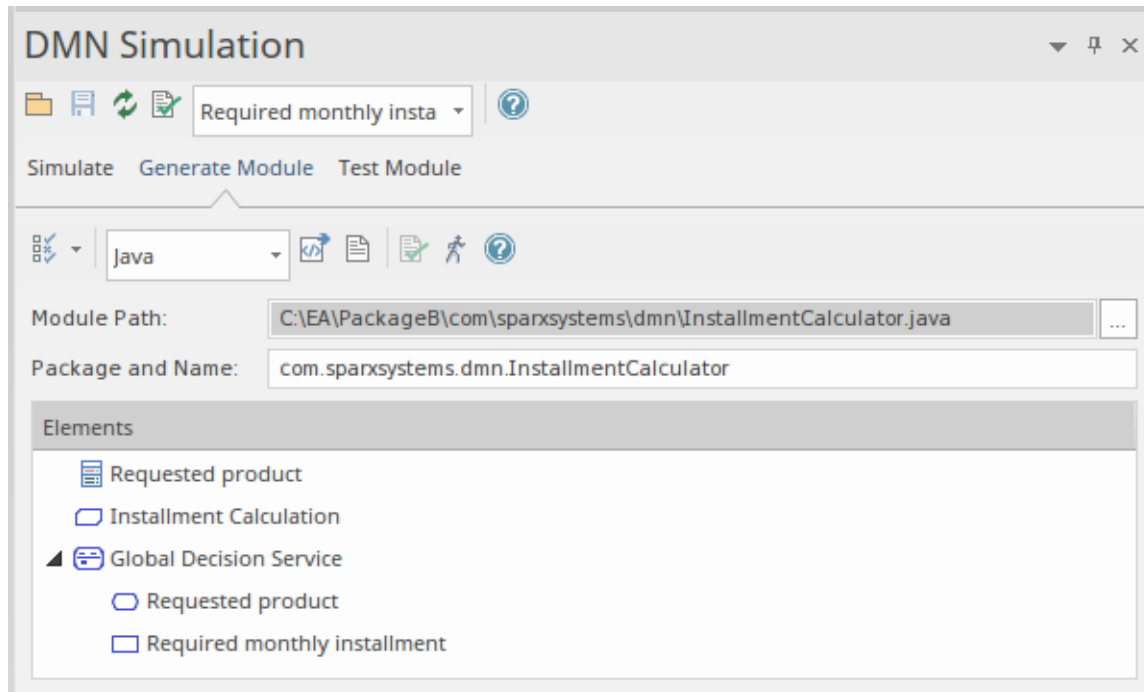 DMN Simulation
Required monthly insta
Simulate Generate Module Test Module
Java
Module Path: C:\EA\PackageB\com\sparxsystems\dmn\InstallmentCalculator.java ...
Package and Name: com.sparxsystems.dmn.InstallmentCalculator
Elements
Requested product
Installment Calculation
Global Decision Service
Requested product
Required monthly installment